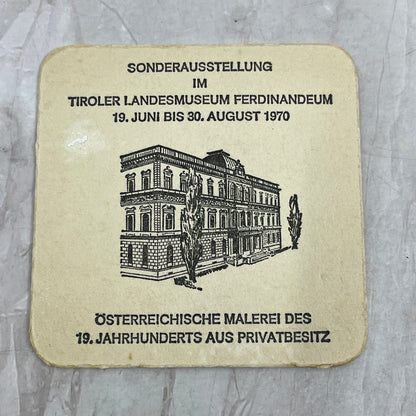 SONDERAUSSTELLUNG
IM
TIROLER LANDESMUSEUM FERDINANDEUM
19. JUNI BIS 30. AUGUST 1970
ÖSTERREICHISCHE MALEREI DES
19. JAHRHUNDERTS AUS PRIVATBESITZ